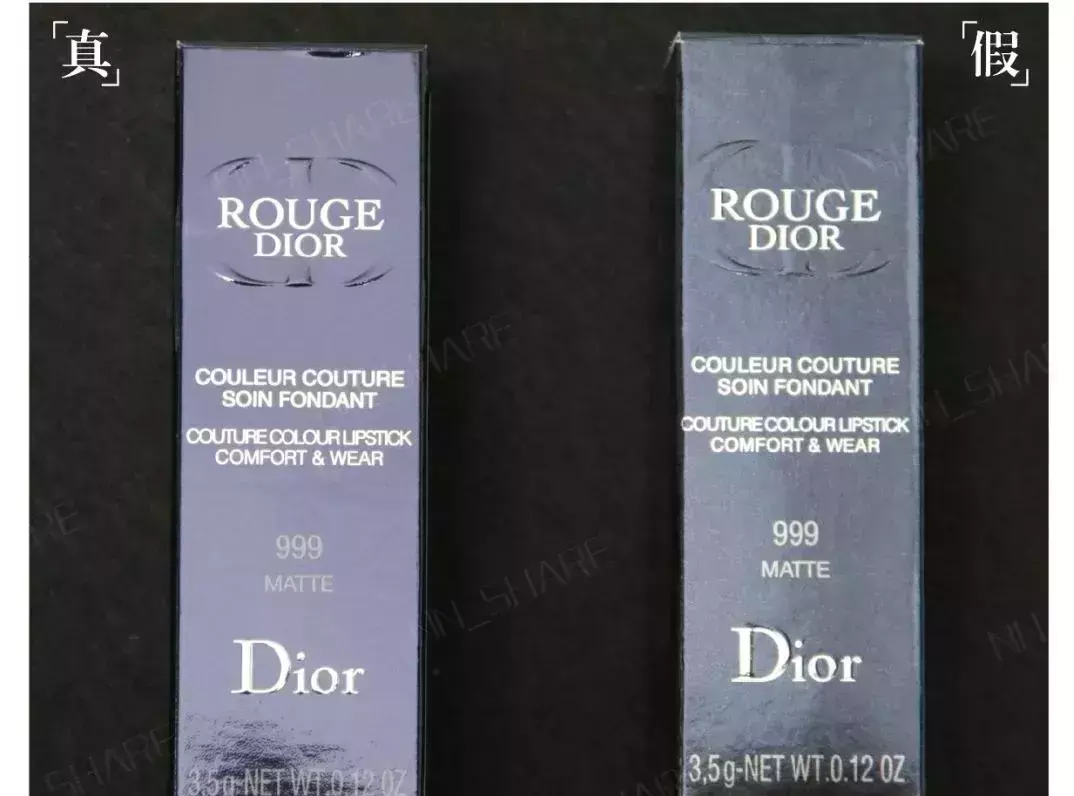 「真」
「假」
ROUGE
DIOR
COULEUR COUTURE
SOIN FONDANT
COUTURE COLOUR LIPSTICK
COMFORT & WEAR
999
MATTE
Dior
3,5g-NET WT.0.12 OZ
ROUGE
DIOR
COULEUR COUTURE
SOIN FONDANT
COUTURE COLOUR LIPSTICK
COMFORT & WEAR
999
MATTE
Dior
3,5g-NET WT.0.12 OZ
NN_SHARE